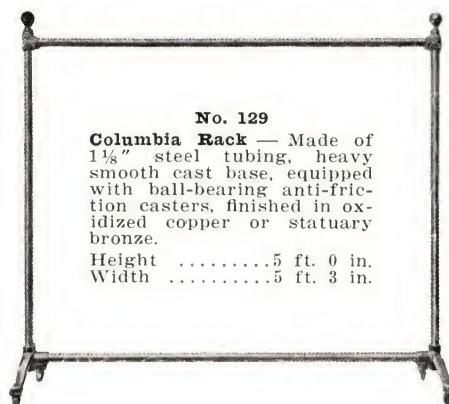 No. 129
Columbia Rack — Made of
1⅛" steel tubing, heavy
smooth cast base, equipped
with ball-bearing anti-fric-
tion casters, finished in ox-
idized copper or statuary
bronze.
Height .........5 ft. 0 in.
Width ..........5 ft. 3 in.